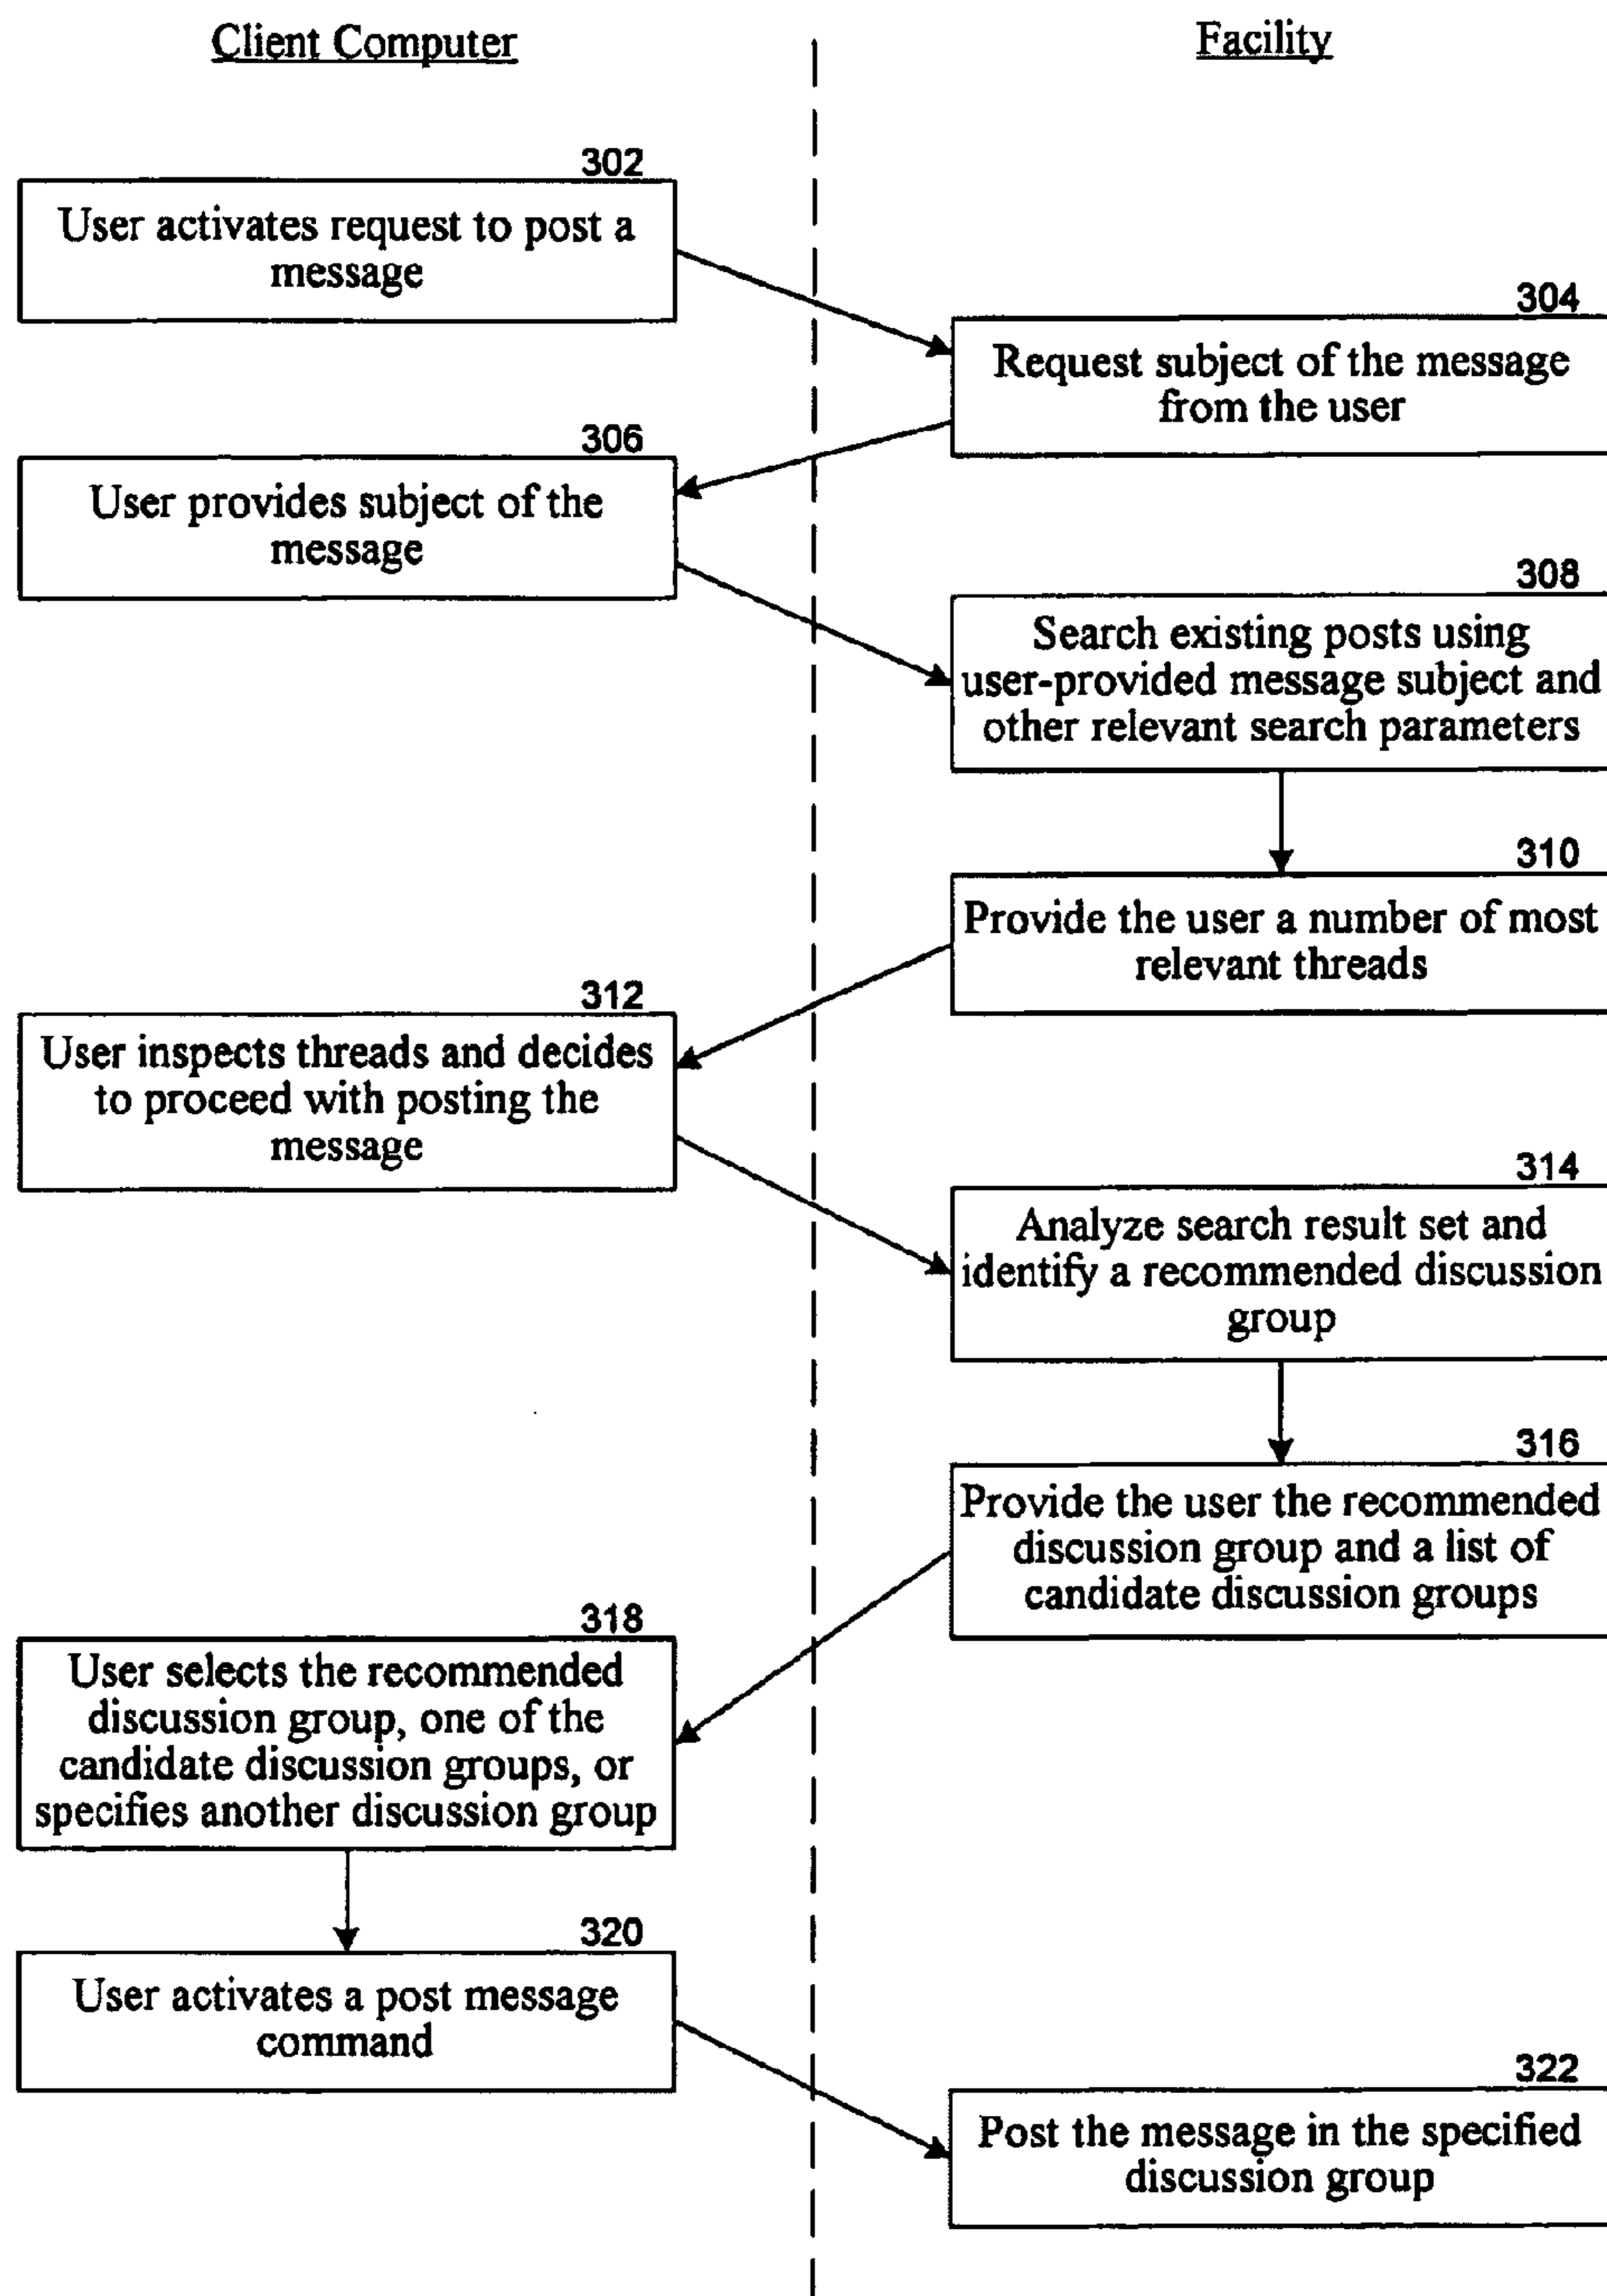 Client Computer
Facility
302
User activates request to post a
message
304
Request subject of the message
from the user
306
User provides subject of the
message
308
Search existing posts using
user-provided message subject and
other relevant search parameters
310
Provide the user a number of most
relevant threads
312
User inspects threads and decides
to proceed with posting the
message
314
Analyze search result set and
identify a recommended discussion
group
316
Provide the user the recommended
discussion group and a list of
candidate discussion groups
318
User selects the recommended
discussion group, one of the
candidate discussion groups, or
specifies another discussion group
320
User activates a post message
command
322
Post the message in the specified
discussion group